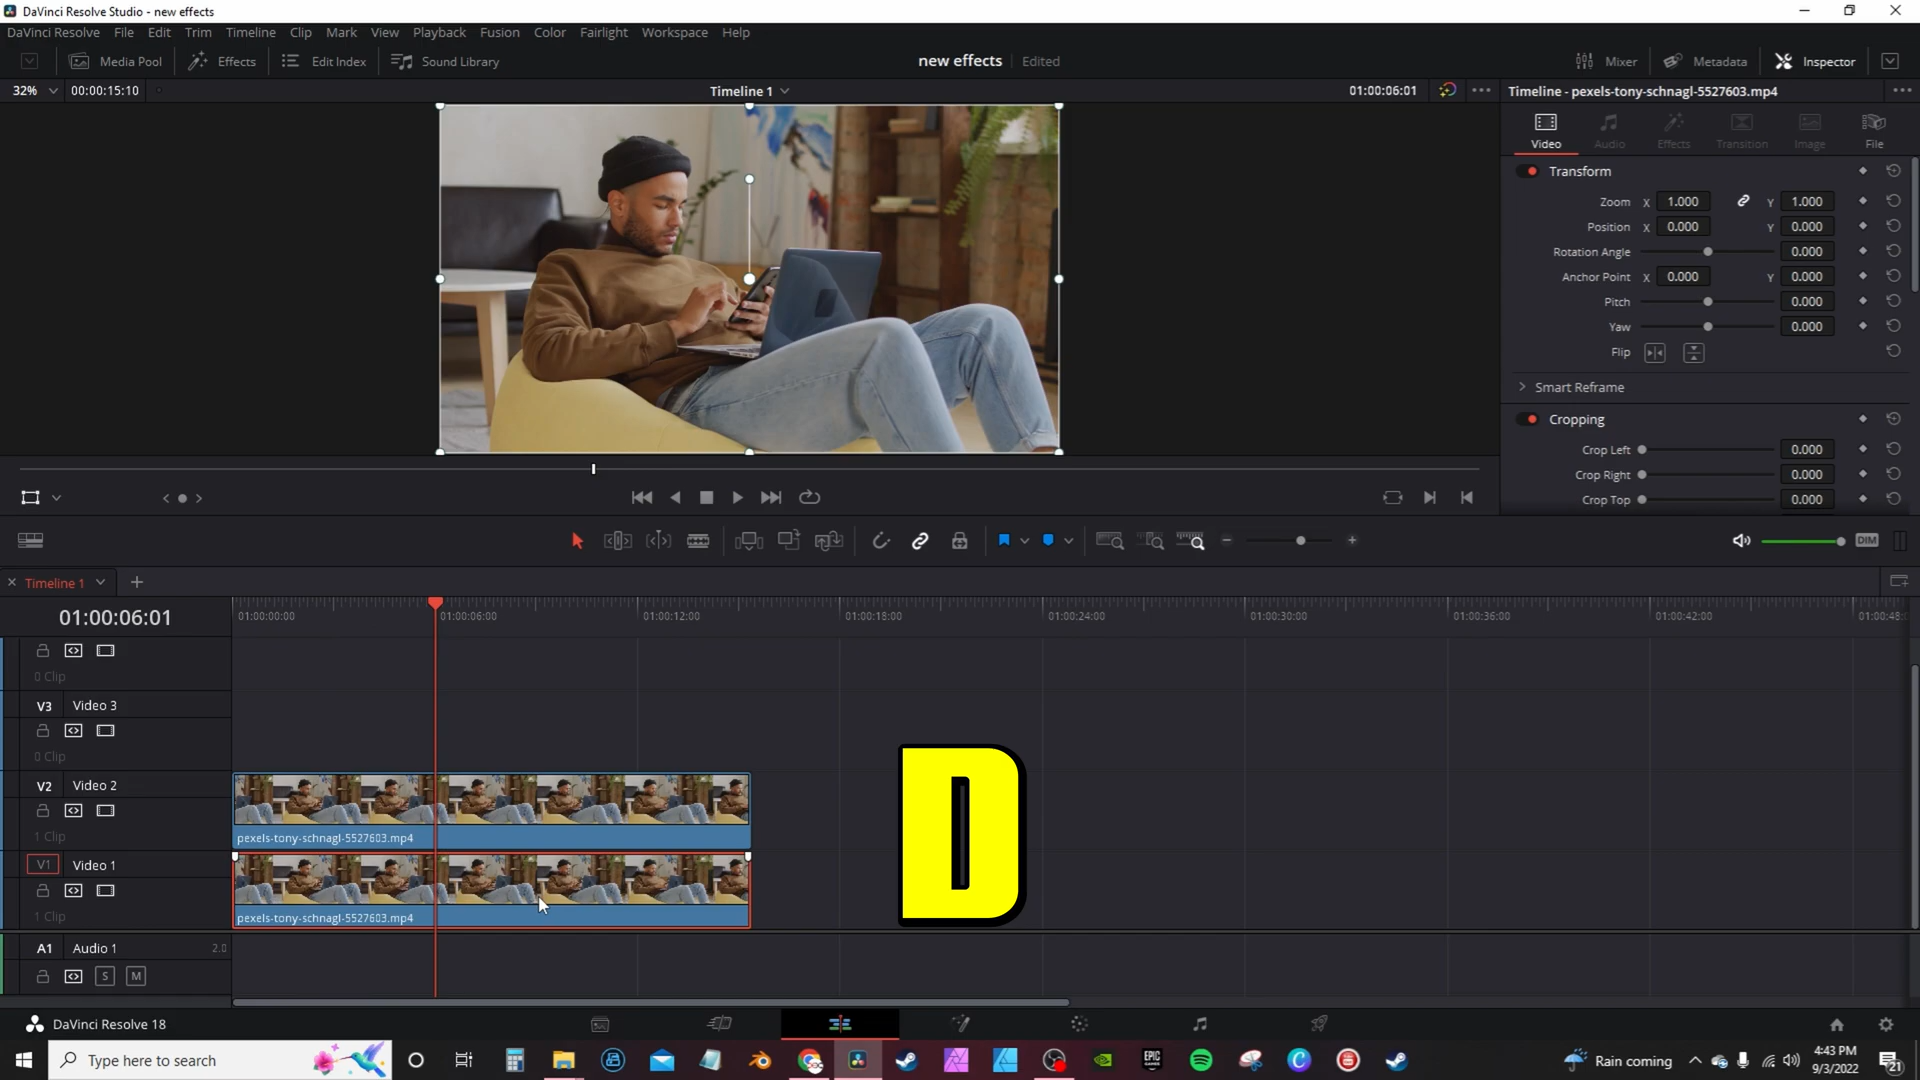 DaVinci Resolve Studio - new effects
DaVinci Resolve File Edit Trim Timeline Clip Mark View Playback Fusion Color Fairlight Workspace Help
Media Pool Effects Edit Index Sound Library new effects Edited Mixer Metadata Inspector
32% 00:00:15:10 Timeline 1 01:00:06:01 Timeline - pexels-tony-schnagl-5527603.mp4
Video Audio Effects Transition Image File
Transform
Zoom X 1.000 Y 1.000
Position X 0.000 Y 0.000
Rotation Angle 0.000
Anchor Point X 0.000 Y 0.000
Pitch 0.000
Yaw 0.000
Flip
Smart Reframe
Cropping
Crop Left 0.000
Crop Right 0.000
Crop Top 0.000
DIM
Timeline 1
01:00:06:01 01:00:00:00 01:00:06:00 01:00:12:00 01:00:18:00 01:00:24:00 01:00:30:00 01:00:36:00 01:00:42:00 01:00:48:
0 Clip
V3 Video 3
0 Clip
V2 Video 2
1 Clip
pexels-tony-schnagl-5527603.mp4
D
V1 Video 1
1 Clip
pexels-tony-schnagl-5527603.mp4
A1 Audio 1 2.0
S M
DaVinci Resolve 18
Type here to search
EPIC GAMES
Rain coming
4:43 PM
9/3/2022
21